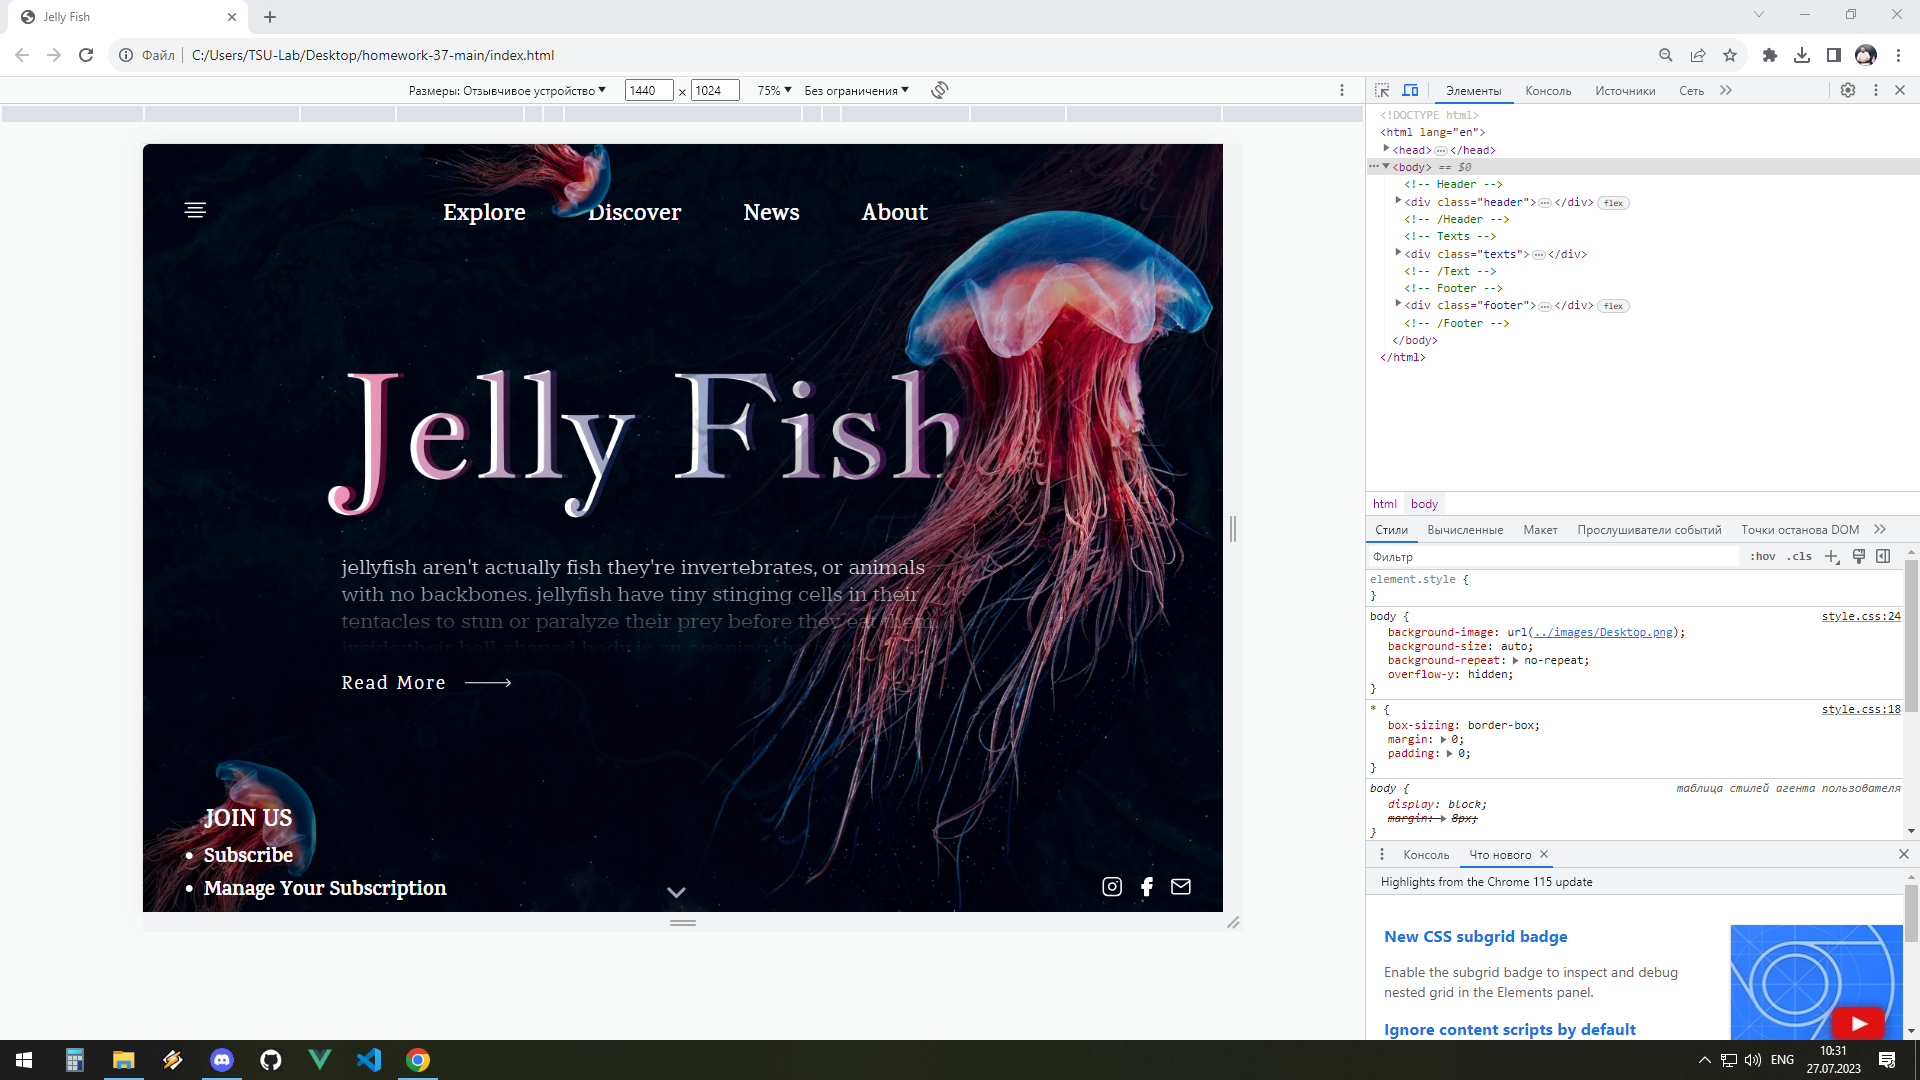 Jelly Fish
Файл
C:/Users/TSU-Lab/Desktop/homework-37-main/index.html
Размеры: Отзывчивое устройство
1440
×
1024
75%
Без ограничения
Элементы
Консоль
Источники
Сеть
<!DOCTYPE html>
<html lang="en">
<head> ⋯ </head>
<body> == $0
<!-- Header -->
<div class="header"> ⋯ </div> flex
<!-- /Header -->
<!-- Texts -->
<div class="texts"> ⋯ </div>
<!-- /Text -->
<!-- Footer -->
<div class="footer"> ⋯ </div> flex
<!-- /Footer -->
</body>
</html>
Explore
Discover
News
About
Jelly Fish
jellyfish aren't actually fish they're invertebrates, or animals
with no backbones. jellyfish have tiny stinging cells in their
tentacles to stun or paralyze their prey before they eat them
inside their bell-shaped body is an opening
Read More
JOIN US
• Subscribe
• Manage Your Subscription
html
body
Стили
Вычисленные
Макет
Прослушиватели событий
Точки останова DOM
Фильтр
:hov
.cls
element.style {
}
body {
style.css:24
background-image: url(../images/Desktop.png);
background-size: auto;
background-repeat: no-repeat;
overflow-y: hidden;
}
* {
style.css:18
box-sizing: border-box;
margin: 0;
padding: 0;
}
body {
таблица стилей агента пользователя
display: block;
margin: 8px;
}
Консоль
Что нового
Highlights from the Chrome 115 update
New CSS subgrid badge
Enable the subgrid badge to inspect and debug
nested grid in the Elements panel.
Ignore content scripts by default
ENG
10:31
27.07.2023